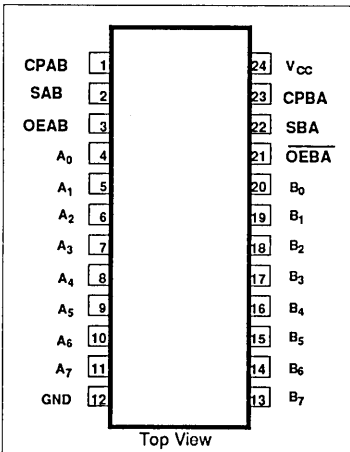 CPAB 1 24 V_CC
SAB 2 23 CPBA
OEAB 3 22 SBA
A₀ 4 21 O̅E̅B̅A̅
A₁ 5 20 B₀
A₂ 6 19 B₁
A₃ 7 18 B₂
A₄ 8 17 B₃
A₅ 9 16 B₄
A₆ 10 15 B₅
A₇ 11 14 B₆
GND 12 13 B₇
Top View